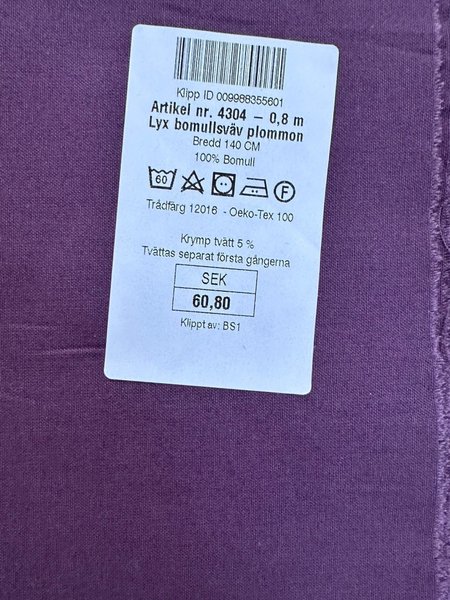 Klipp ID 009988355601
Artikel nr. 4304 – 0,8 m
Lyx bomullsväv plommon
Bredd 140 CM
100% Bomull
60 F
Trådfärg 12016 - Oeko-Tex 100
Krymp tvätt 5 %
Tvättas separat första gångerna
SEK
60,80
Klippt av: BS1